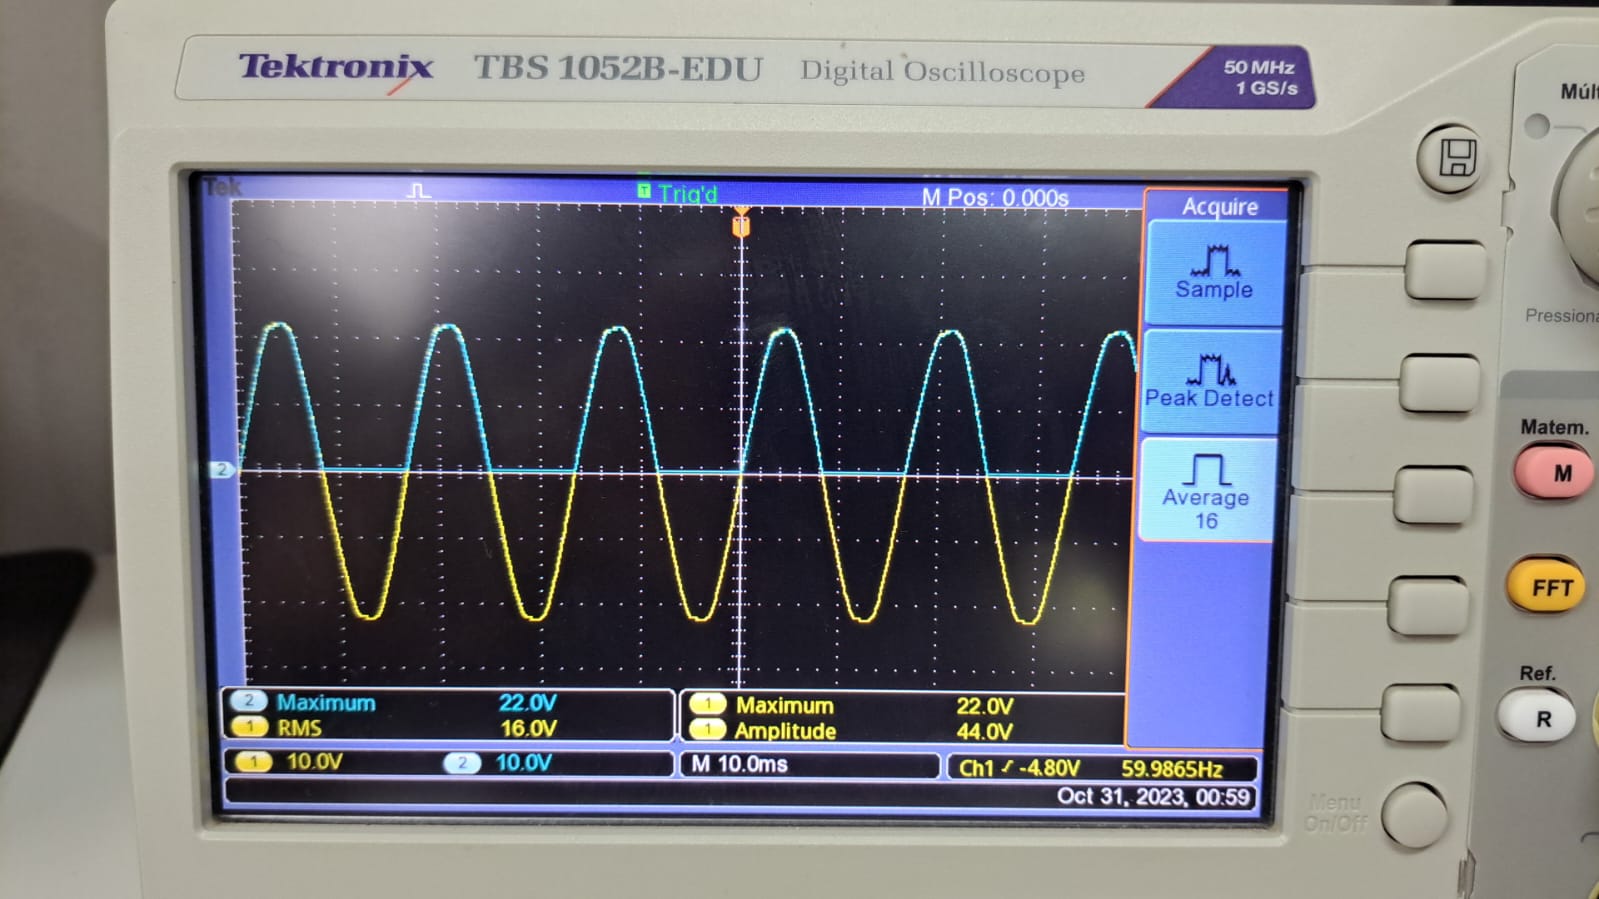 Tektronix TBS 1052B-EDU Digital Oscilloscope
50 MHz
1 GS/s
Múl
Tek
T Trig'd M Pos: 0.000s
Acquire
Sample
Pression
Peak Detect
Matem.
M
2
Average
16
FFT
Ref.
R
2 Maximum 22.0V
1 RMS 16.0V
1 Maximum 22.0V
1 Amplitude 44.0V
1 10.0V 2 10.0V M 10.0ms Ch1 -4.80V 59.9865Hz
Oct 31, 2023, 00:59
Menu
On/Off